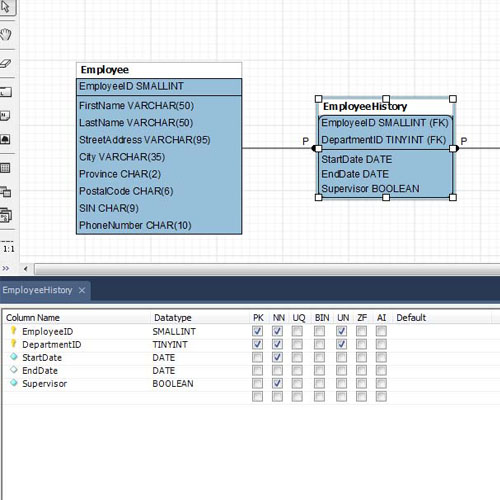 Employee
EmployeeID SMALLINT
FirstName VARCHAR(50)
LastName VARCHAR(50)
StreetAddress VARCHAR(95)
City VARCHAR(35)
Province CHAR(2)
PostalCode CHAR(6)
SIN CHAR(9)
PhoneNumber CHAR(10)
P
EmployeeHistory
EmployeeID SMALLINT (FK)
DepartmentID TINYINT (FK)
StartDate DATE
EndDate DATE
Supervisor BOOLEAN
P
1:1
EmployeeHistory
Column Name Datatype PK NN UQ BIN UN ZF AI Default
EmployeeID SMALLINT
DepartmentID TINYINT
StartDate DATE
EndDate DATE
Supervisor BOOLEAN